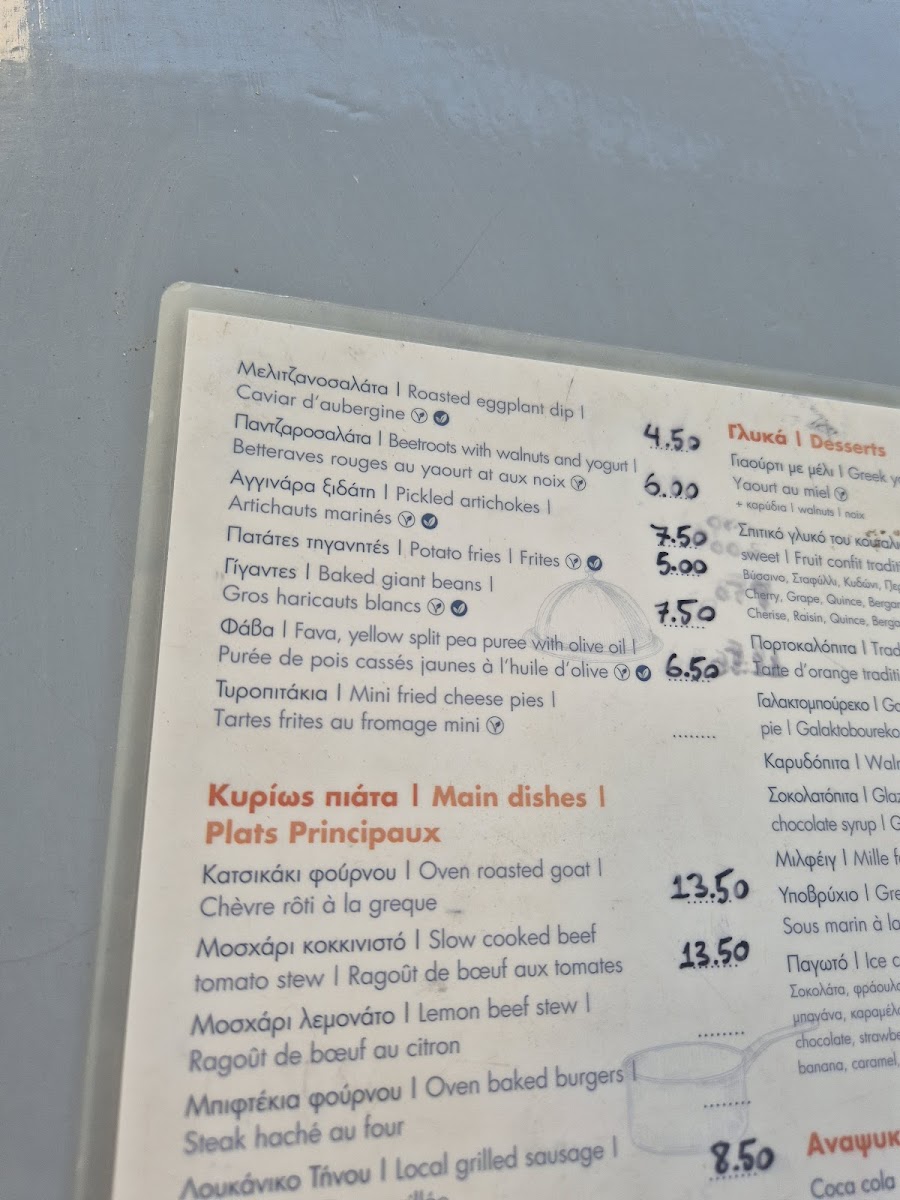 Μελιτζανοσαλάτα | Roasted eggplant dip |
Caviar d'aubergine 4.50
Παντζαροσαλάτα | Beetroots with walnuts and yogurt |
Betteraves rouges au yaourt at aux noix 6.00
Αγγινάρα ξιδάτη | Pickled artichokes |
Artichauts marinés 7.50
Πατάτες τηγανητές | Potato fries | Frites 5.00
Γίγαντες | Baked giant beans |
Gros haricauts blancs 7.50
Φάβα | Fava, yellow split pea puree with olive oil |
Purée de pois cassés jaunes à l'huile d'olive 6.50
Τυροπιτάκια | Mini fried cheese pies |
Tartes frites au fromage mini ........
Κυρίως πιάτα | Main dishes |
Plats Principaux
Κατσικάκι φούρνου | Oven roasted goat |
Chèvre rôti à la greque 13.50
Μοσχάρι κοκκινιστό | Slow cooked beef
tomato stew | Ragoût de bœuf aux tomates 13.50
Μοσχάρι λεμονάτο | Lemon beef stew |
Ragoût de bœuf au citron ........
Μπιφτέκια φούρνου | Oven baked burgers |
Steak haché au four ........
Λουκάνικο Τήνου | Local grilled sausage | 8.50
Γλυκά | Desserts
Γιαούρτι με μέλι | Greek
Yaourt au miel
+ καρύδια | walnuts | noix
Σπιτικό γλυκό του
sweet | Fruit confit
Βύσσινο, Σταφύλλι, Κυδώνι,
Cherry, Grape, Quince,
Cherise, Raisin, Quince,
Πορτοκαλόπιτα |
Tarte d'orange
Γαλακτομπούρεκο |
pie | Galaktoboureko
Καρυδόπιτα |
Σοκολατόπιτα |
chocolate syrup |
Μιλφέιγ | Mille
Υποβρύχιο |
Sous marin à
Παγωτό | Ice
Σοκολάτα,
μπανάνα,
chocolate,
banana, caramel,
Coca cola